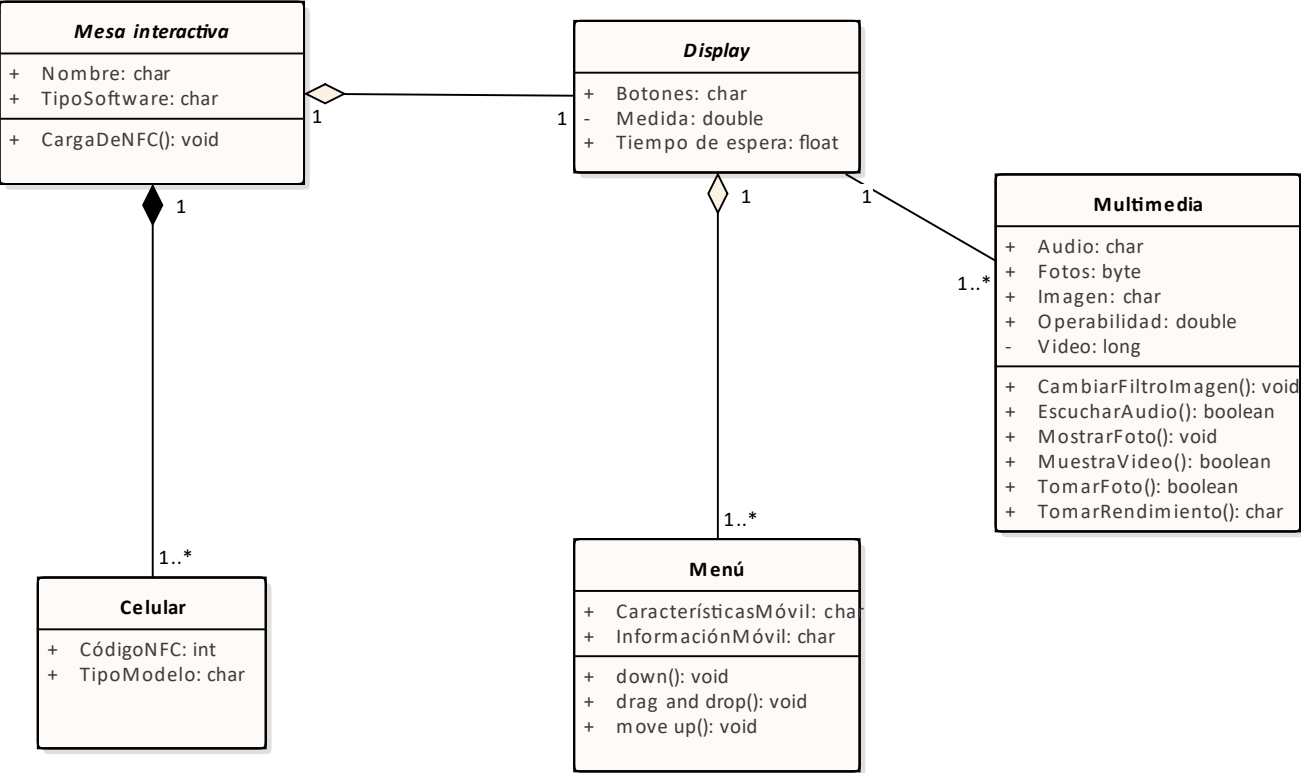 Mesa interactiva
+ Nombre: char
+ TipoSoftware: char
+ CargaDeNFC(): void
1
1
1
Display
+ Botones: char
- Medida: double
+ Tiempo de espera: float
1
1
1..*
Multimedia
+ Audio: char
+ Fotos: byte
+ Imagen: char
+ Operabilidad: double
- Video: long
+ CambiarFiltroImagen(): void
+ EscucharAudio(): boolean
+ MostrarFoto(): void
+ MuestraVideo(): boolean
+ TomarFoto(): boolean
+ TomarRendimiento(): char
1..*
Celular
+ CódigoNFC: int
+ TipoModelo: char
1..*
Menú
+ CaracterísticasMóvil: char
+ InformaciónMóvil: char
+ down(): void
+ drag and drop(): void
+ move up(): void